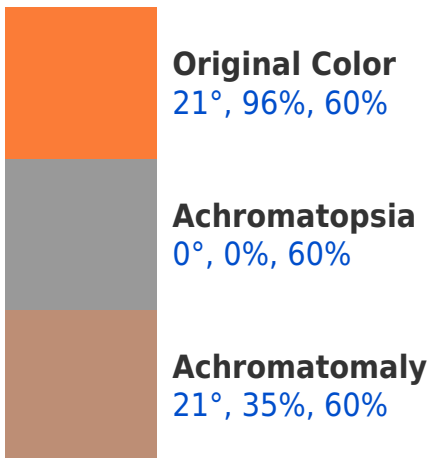 Original Color
21°, 96%, 60%
Achromatopsia
0°, 0%, 60%
Achromatomaly
21°, 35%, 60%